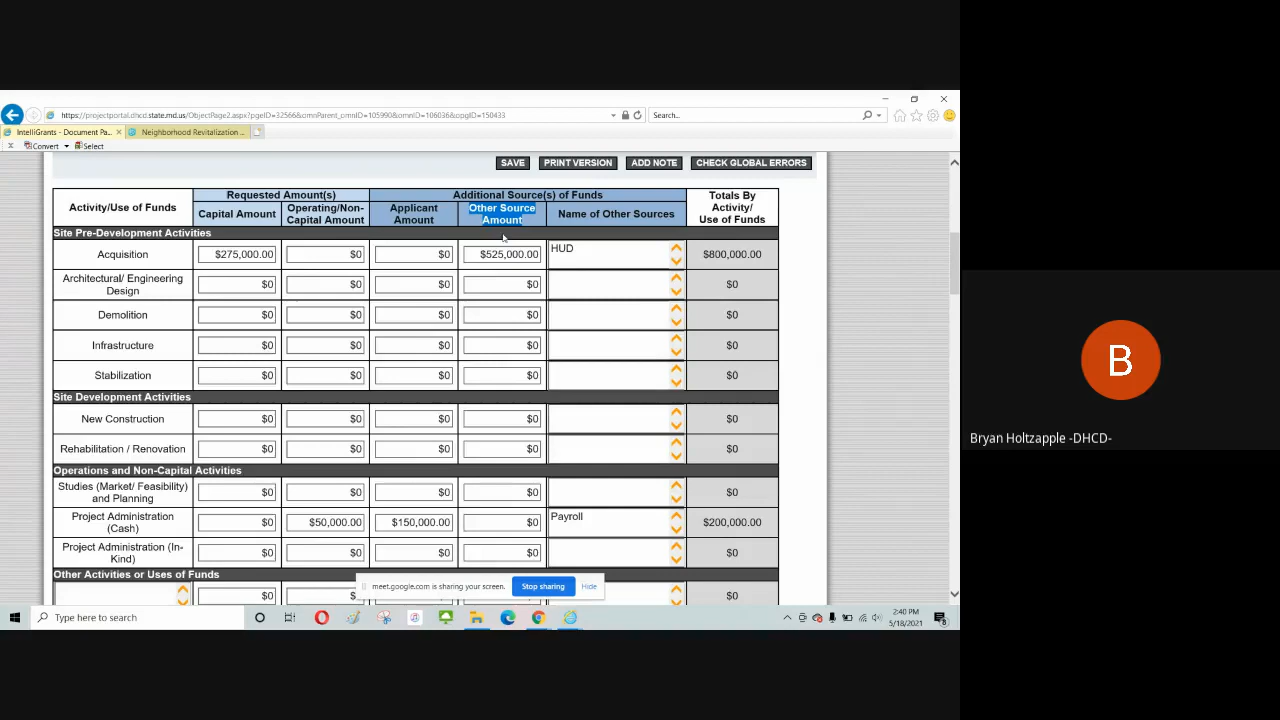 https://projectportal.dhcd.state.md.us/ObjectPage2.aspx?pgeID=32566&omnParent_omnID=105990&omnID=106036&opgID=150433
Search...
IntelliGrants - Document Pa...
Neighborhood Revitalization ...
x Convert Select
SAVE PRINT VERSION ADD NOTE CHECK GLOBAL ERRORS
Activity/Use of Funds
Requested Amount(s)
Additional Source(s) of Funds
Totals By Activity/ Use of Funds
Capital Amount
Operating/Non-Capital Amount
Applicant Amount
Other Source Amount
Name of Other Sources
Site Pre-Development Activities
Acquisition $275,000.00 $0 $0 $525,000.00 HUD $800,000.00
Architectural/ Engineering Design $0 $0 $0 $0 $0
Demolition $0 $0 $0 $0 $0
Infrastructure $0 $0 $0 $0 $0
Stabilization $0 $0 $0 $0 $0
Site Development Activities
New Construction $0 $0 $0 $0 $0
Rehabilitation / Renovation $0 $0 $0 $0 $0
Operations and Non-Capital Activities
Studies (Market/ Feasibility) and Planning $0 $0 $0 $0 $0
Project Administration (Cash) $0 $50,000.00 $150,000.00 $0 Payroll $200,000.00
Project Administration (In-Kind) $0 $0 $0 $0 $0
Other Activities or Uses of Funds
$0 $ $0
meet.google.com is sharing your screen. Stop sharing Hide
Type here to search
2:40 PM
5/18/2021
8
B
Bryan Holtzapple -DHCD-